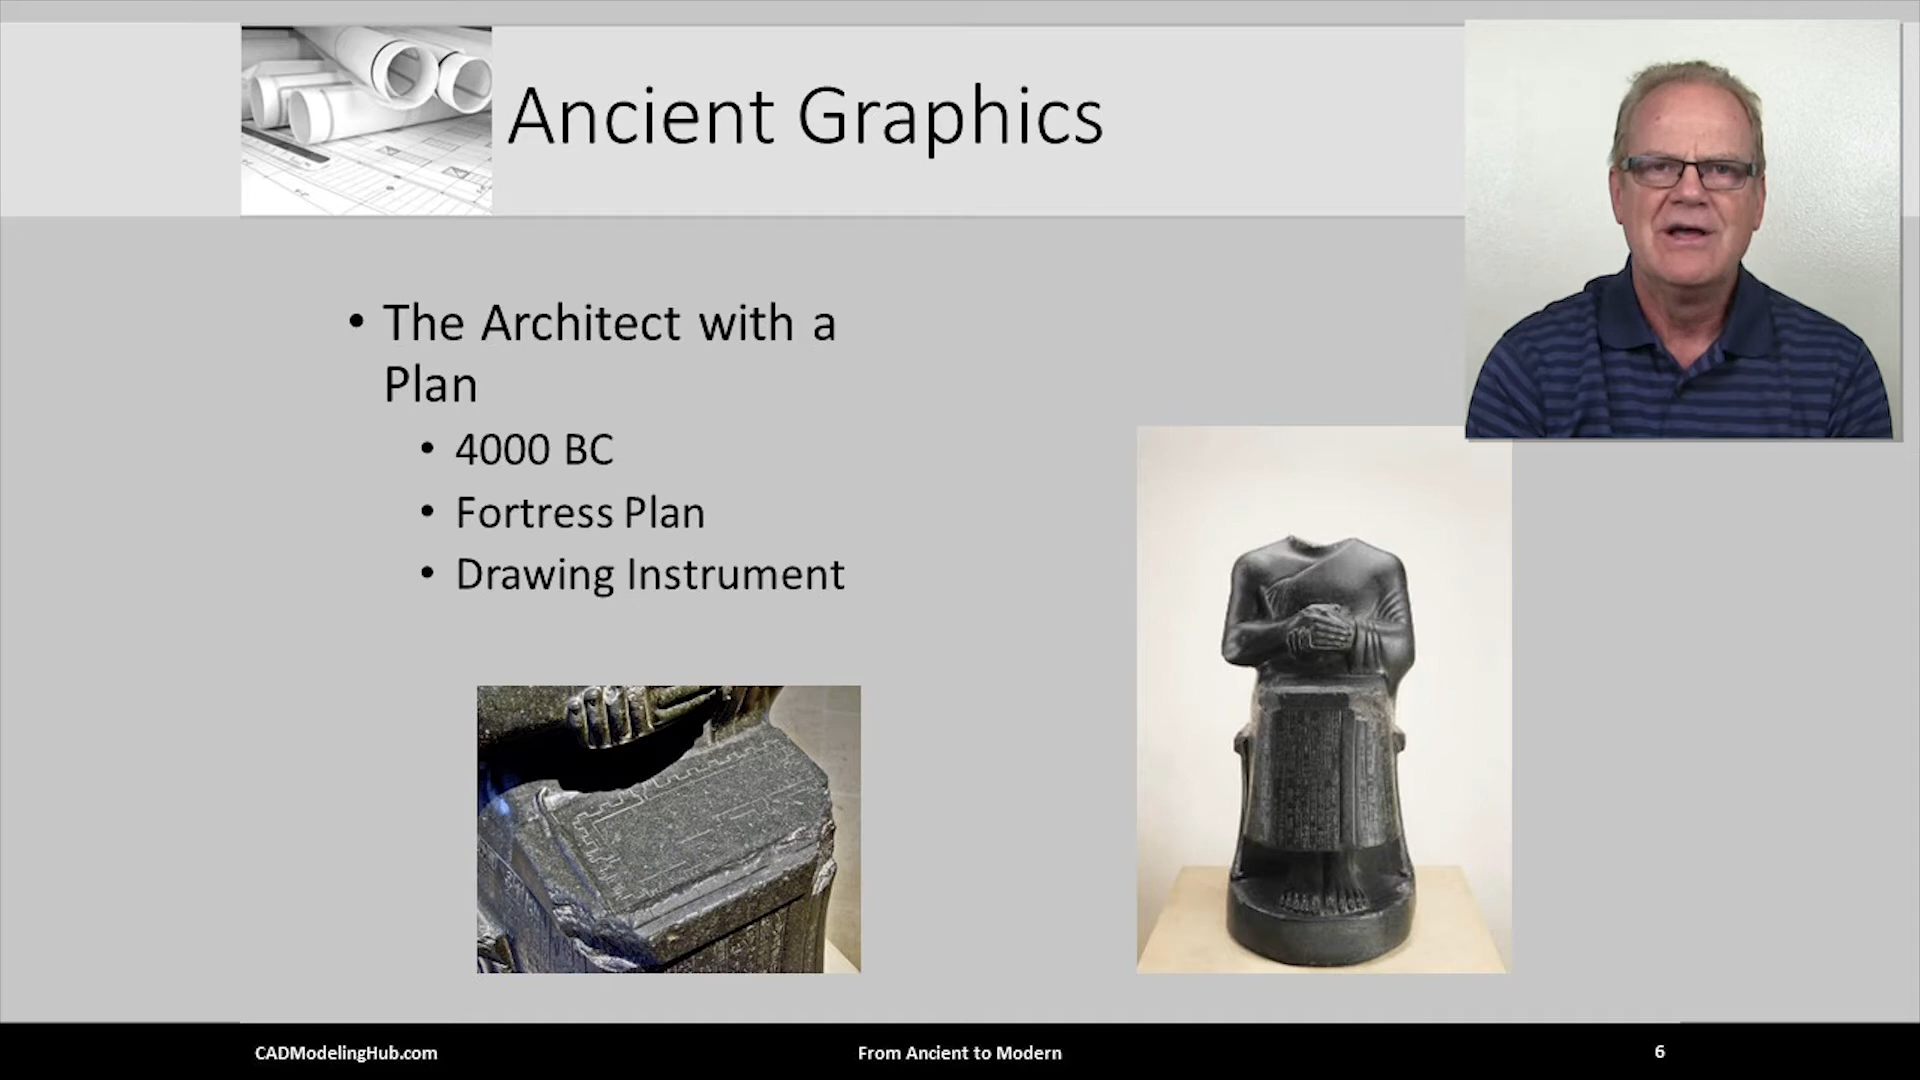 Ancient Graphics
• The Architect with a
Plan
• 4000 BC
• Fortress Plan
• Drawing Instrument
CADModelingHub.com
From Ancient to Modern
6